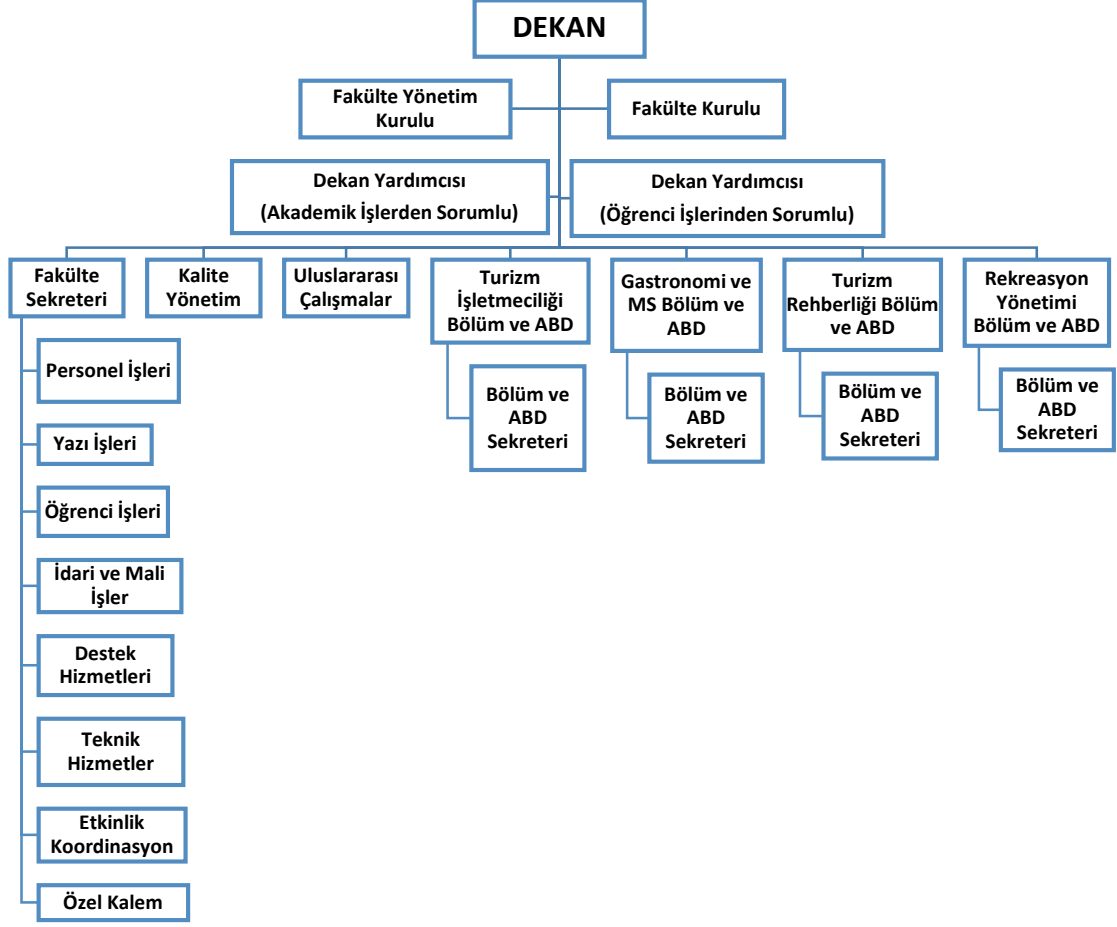 DEKAN
Fakülte Yönetim
Kurulu
Fakülte Kurulu
Dekan Yardımcısı
(Akademik İşlerden Sorumlu)
Dekan Yardımcısı
(Öğrenci İşlerinden Sorumlu)
Fakülte
Sekreteri
Kalite
Yönetim
Uluslararası
Çalışmalar
Turizm
İşletmeciliği
Bölüm ve ABD
Gastronomi ve
MS Bölüm ve
ABD
Turizm
Rehberliği Bölüm
ve ABD
Rekreasyon
Yönetimi
Bölüm ve ABD
Bölüm ve
ABD
Sekreteri
Bölüm ve
ABD
Sekreteri
Bölüm ve
ABD
Sekreteri
Bölüm ve
ABD
Sekreteri
Personel İşleri
Yazı İşleri
Öğrenci İşleri
İdari ve Mali
İşler
Destek
Hizmetleri
Teknik
Hizmetler
Etkinlik
Koordinasyon
Özel Kalem